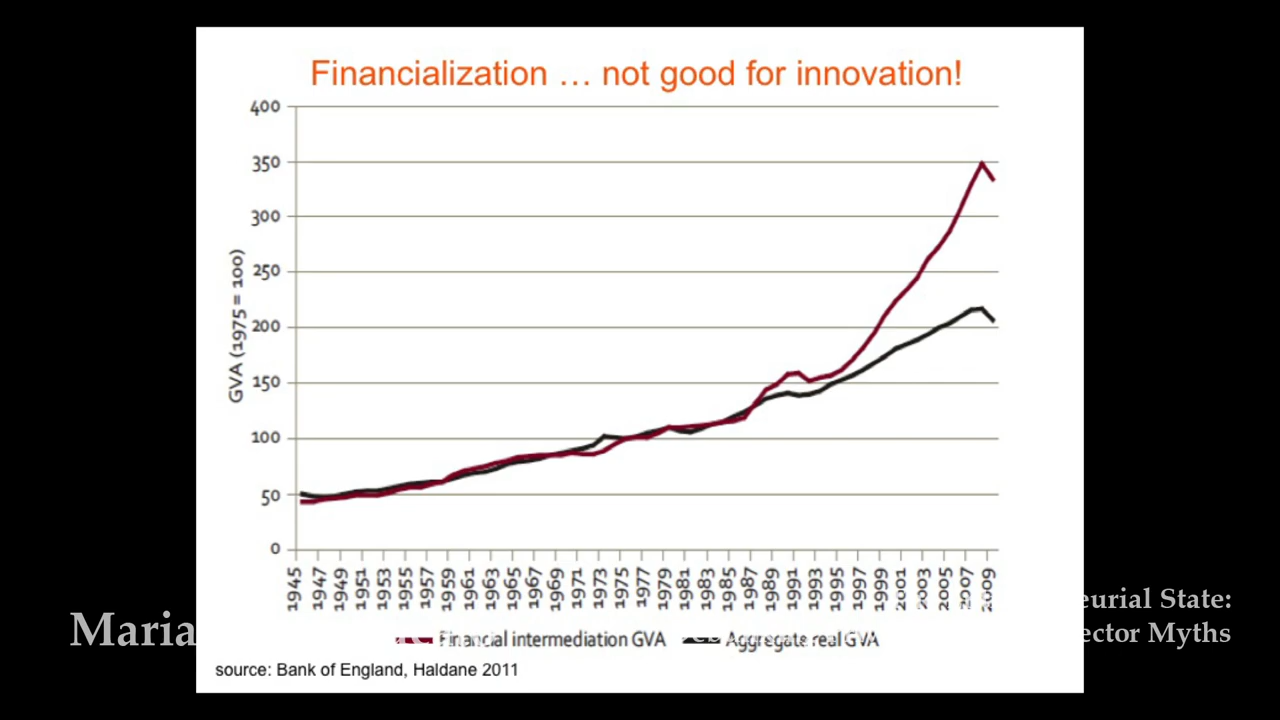 Financialization … not good for innovation!
400
350
300
250
200
150
100
50
0
GVA (1975 = 100)
1945 1947 1949 1951 1953 1955 1957 1959 1961 1963 1965 1967 1969 1971 1973 1975 1977 1979 1981 1983 1985 1987 1989 1991 1993 1995 1997 1999 2001 2003 2005 2007 2009
Financial intermediation GVA Aggregate real GVA
source: Bank of England, Haldane 2011
Maria
eurial State:
ector Myths